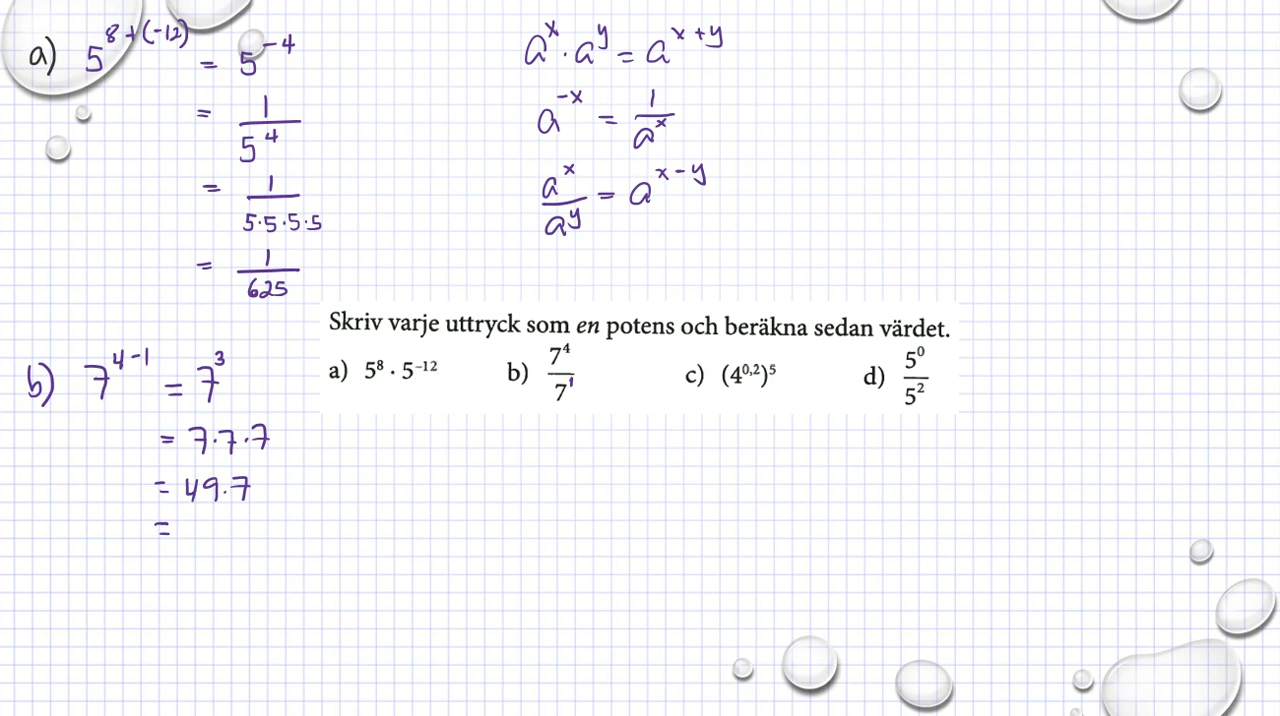 a) 5^{8+(-12)} = 5^{-4}
= 1/5^4
= 1/(5·5·5·5)
= 1/625
a^x · a^y = a^{x+y}
a^{-x} = 1/a^x
a^x/a^y = a^{x-y}
Skriv varje uttryck som en potens och beräkna sedan värdet.
a) 5^8 · 5^{-12} b) 7^4/7^1 c) (4^{0,2})^5 d) 5^0/5^2
b) 7^{4-1} = 7^3
= 7·7·7
= 49·7
=